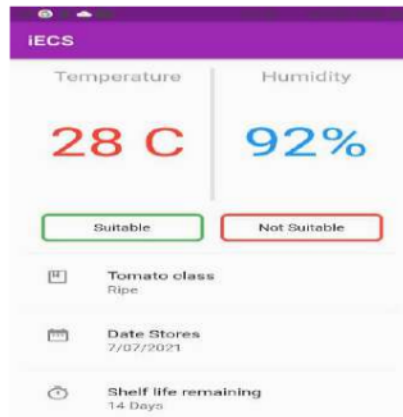 iECS
Temperature Humidity
28 C 92%
Suitable Not Suitable
Tomato class
Ripe
Date Stores
7/07/2021
Shelf life remaining
14 Days